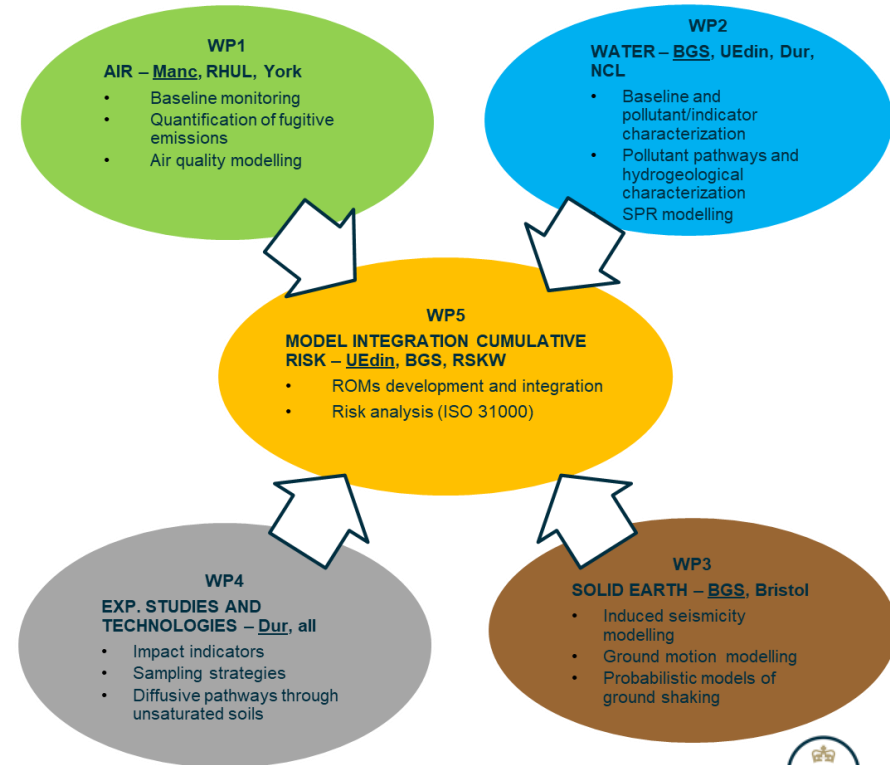 WP1
AIR – Manc, RHUL, York
• Baseline monitoring
• Quantification of fugitive
emissions
• Air quality modelling
WP2
WATER – BGS, UEdin, Dur,
NCL
• Baseline and
pollutant/indicator
characterization
• Pollutant pathways and
hydrogeological
characterization
SPR modelling
WP5
MODEL INTEGRATION CUMULATIVE
RISK – UEdin, BGS, RSKW
• ROMs development and integration
• Risk analysis (ISO 31000)
WP4
EXP. STUDIES AND
TECHNOLOGIES – Dur, all
• Impact indicators
• Sampling strategies
• Diffusive pathways through
unsaturated soils
WP3
SOLID EARTH – BGS, Bristol
• Induced seismicity
modelling
• Ground motion modelling
• Probabilistic models of
ground shaking